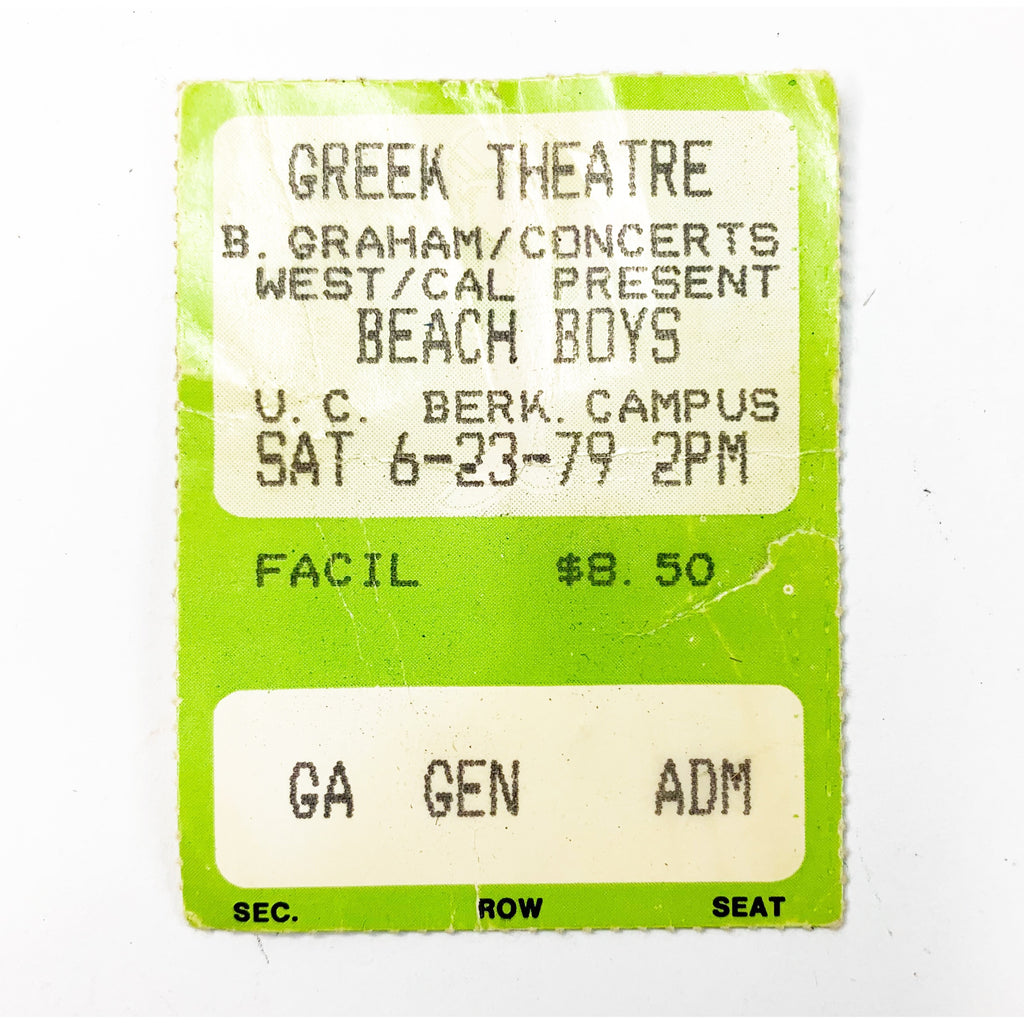 GREEK THEATRE
B. GRAHAM/CONCERTS
WEST/CAL PRESENT
BEACH BOYS
U. C. BERK. CAMPUS
SAT 6-23-79 2PM
FACIL $8. 50
GA GEN ADM
SEC. ROW SEAT